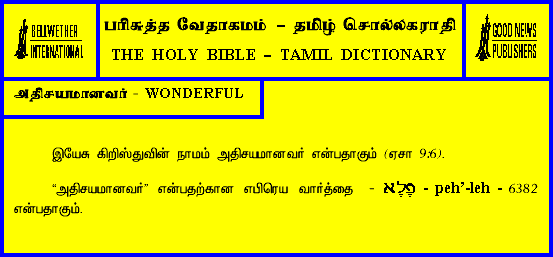 BELLWETHER
INTERNATIONAL
பரிசுத்த வேதாகமம் – தமிழ் சொல்லகராதி
THE HOLY BIBLE – TAMIL DICTIONARY
GOOD NEWS
PUBLISHERS
அதிசயமானவர் - WONDERFUL
இயேசு கிறிஸ்துவின் நாமம் அதிசயமானவர் என்பதாகும் (ஏசா 9:6).
“அதிசயமானவர்” என்பதற்கான எபிரெய வார்த்தை - פֶּלֶא - peh’-leh - 6382
என்பதாகும்.